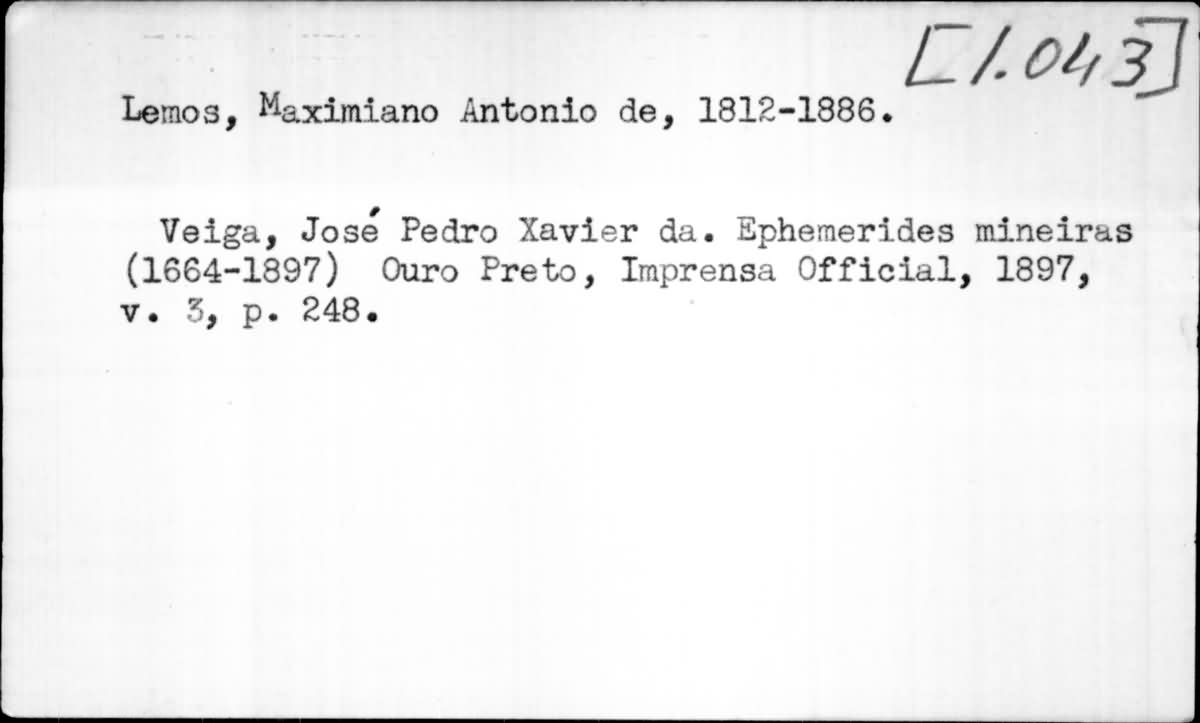 [1.043]
Lemos, Maximiano Antonio de, 1812-1886.
Veiga, José Pedro Xavier da. Ephemerides mineiras
(1664-1897) Ouro Preto, Imprensa Official, 1897,
v. 3, p. 248.